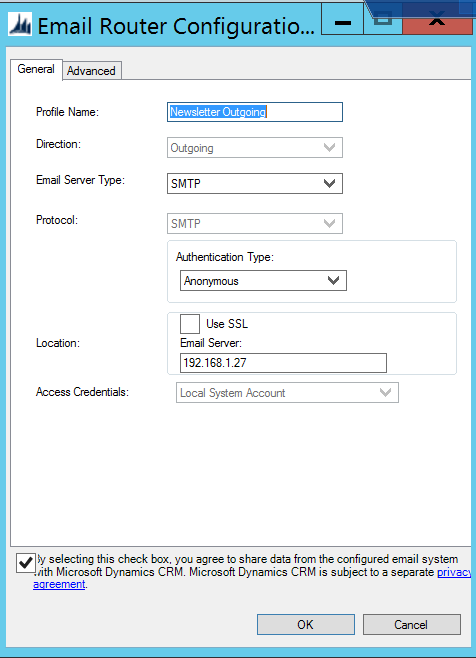 Email Router Configuratio...
General
Advanced
Profile Name:
Newsletter Outgoing
Direction:
Outgoing
Email Server Type:
SMTP
Protocol:
SMTP
Authentication Type:
Anonymous
Use SSL
Location:
Email Server:
192.168.1.27
Access Credentials:
Local System Account
By selecting this check box, you agree to share data from the configured email system
with Microsoft Dynamics CRM. Microsoft Dynamics CRM is subject to a separate privacy
agreement.
OK
Cancel